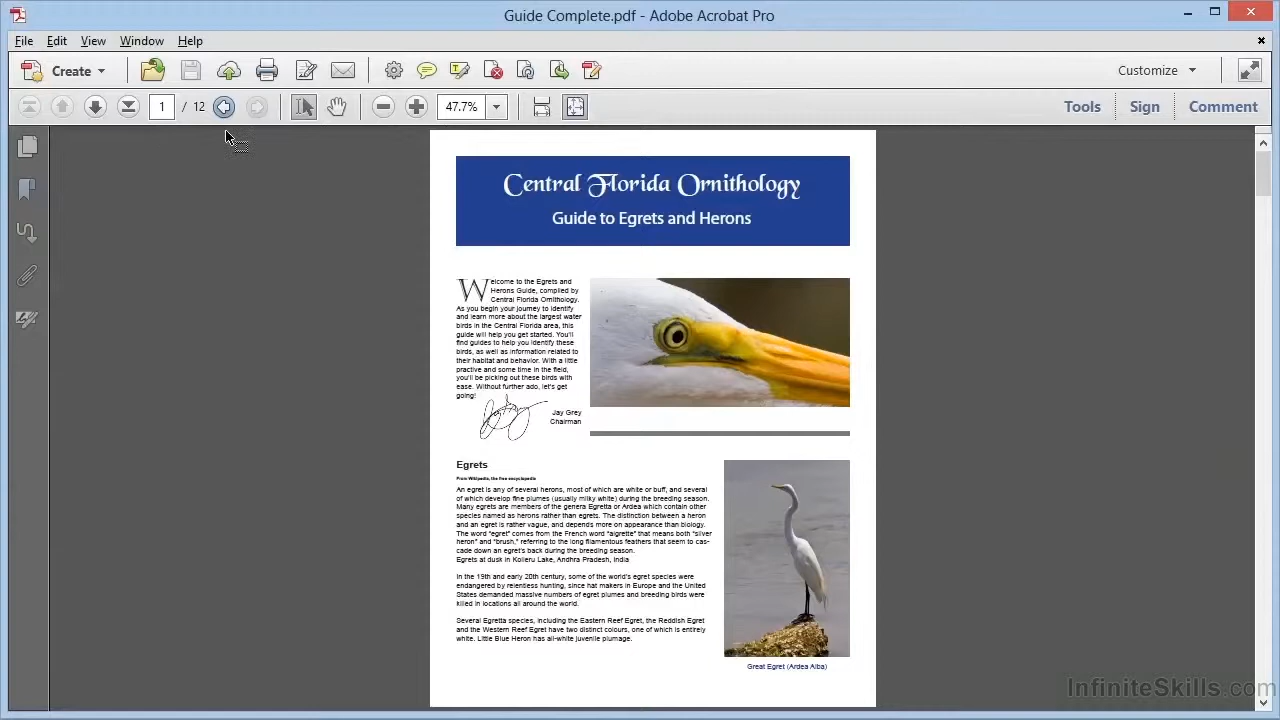 Guide Complete.pdf - Adobe Acrobat Pro
File Edit View Window Help
Create
Customize
1 / 12
47.7%
Tools Sign Comment
Central Florida Ornithology
Guide to Egrets and Herons
Welcome to the Egrets and
Herons Guide, compiled by
Central Florida Ornithology.
As you begin your journey to identify
and learn more about the largest water
birds in the Central Florida area, this
guide will help you get started. You'll
find guides to help you identify these
birds, as well as information related to
their habitat and behavior. With a little
practive and some time in the field,
you'll be picking out these birds with
ease. Without further ado, let's get
going!
Jay Grey
Chairman
Egrets
From Wikipedia, the free encyclopedia
An egret is any of several herons, most of which are white or buff, and several
of which develop fine plumes (usually milky white) during the breeding season.
Many egrets are members of the genera Egretta or Ardea which contain other
species named as herons rather than egrets. The distinction between a heron
and an egret is rather vague, and depends more on appearance than biology.
The word "egret" comes from the French word "aigrette" that means both "silver
heron" and "brush," referring to the long filamentous feathers that seem to cas-
cade down an egret's back during the breeding season.
Egrets at dusk in Kolleru Lake, Andhra Pradesh, India
In the 19th and early 20th century, some of the world's egret species were
endangered by relentless hunting, since hat makers in Europe and the United
States demanded massive numbers of egret plumes and breeding birds were
killed in locations all around the world.
Several Egretta species, including the Eastern Reef Egret, the Reddish Egret
and the Western Reef Egret have two distinct colours, one of which is entirely
white. Little Blue Heron has all-white juvenile plumage.
Great Egret (Ardea Alba)
InfiniteSkills.com